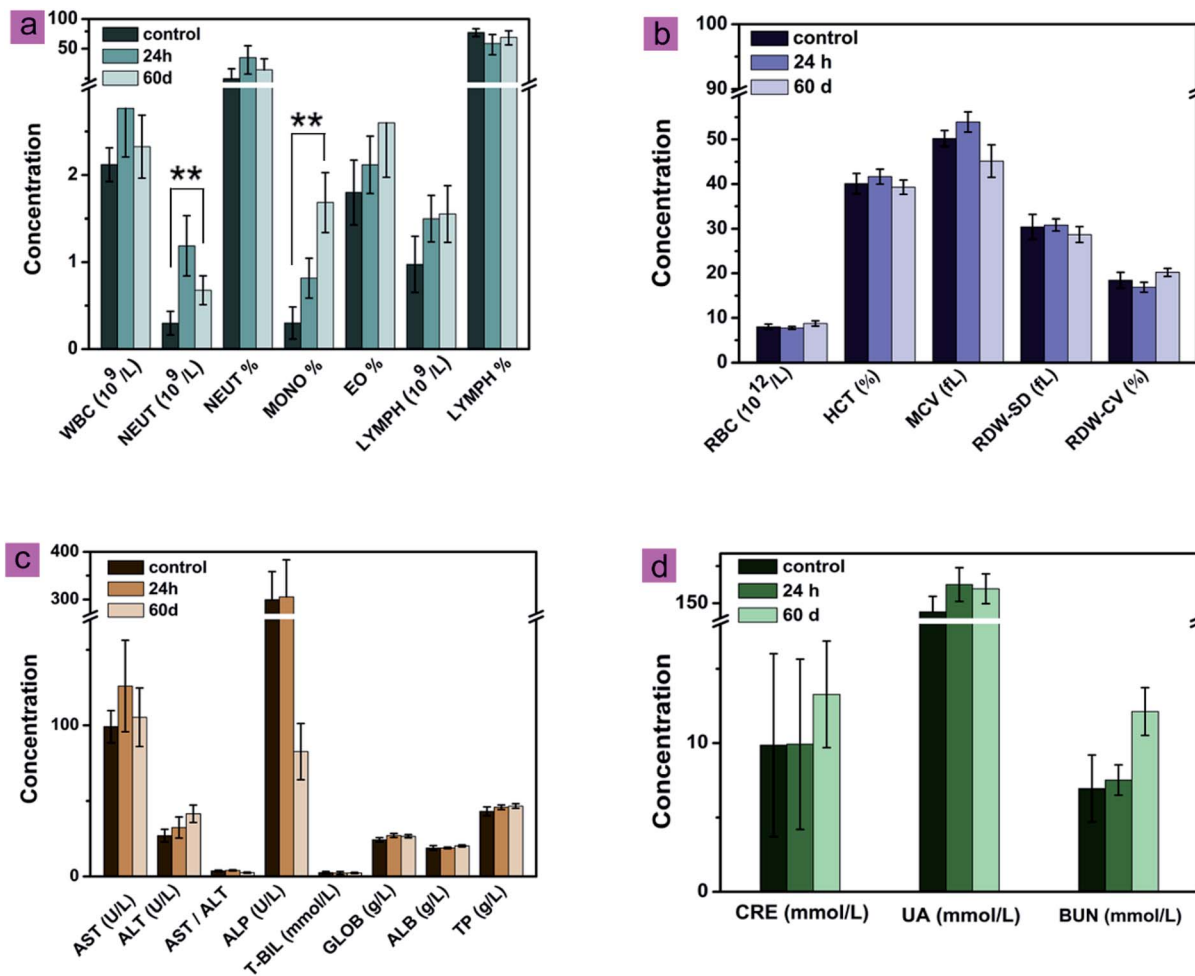 a
Concentration
100
50
2
1
0
control
24h
60d
**
**
WBC (10^9/L)
NEUT (10^9/L)
NEUT %
MONO %
EO %
LYMPH (10^9/L)
LYMPH %
b
Concentration
100
90
50
40
30
20
10
0
control
24 h
60 d
RBC (10^12/L)
HCT (%)
MCV (fL)
RDW-SD (fL)
RDW-CV (%)
c
Concentration
400
300
100
0
control
24h
60d
AST (U/L)
ALT (U/L)
AST / ALT
ALP (U/L)
T-BIL (mmol/L)
GLOB (g/L)
ALB (g/L)
TP (g/L)
d
Concentration
150
10
0
control
24 h
60 d
CRE (mmol/L)
UA (mmol/L)
BUN (mmol/L)